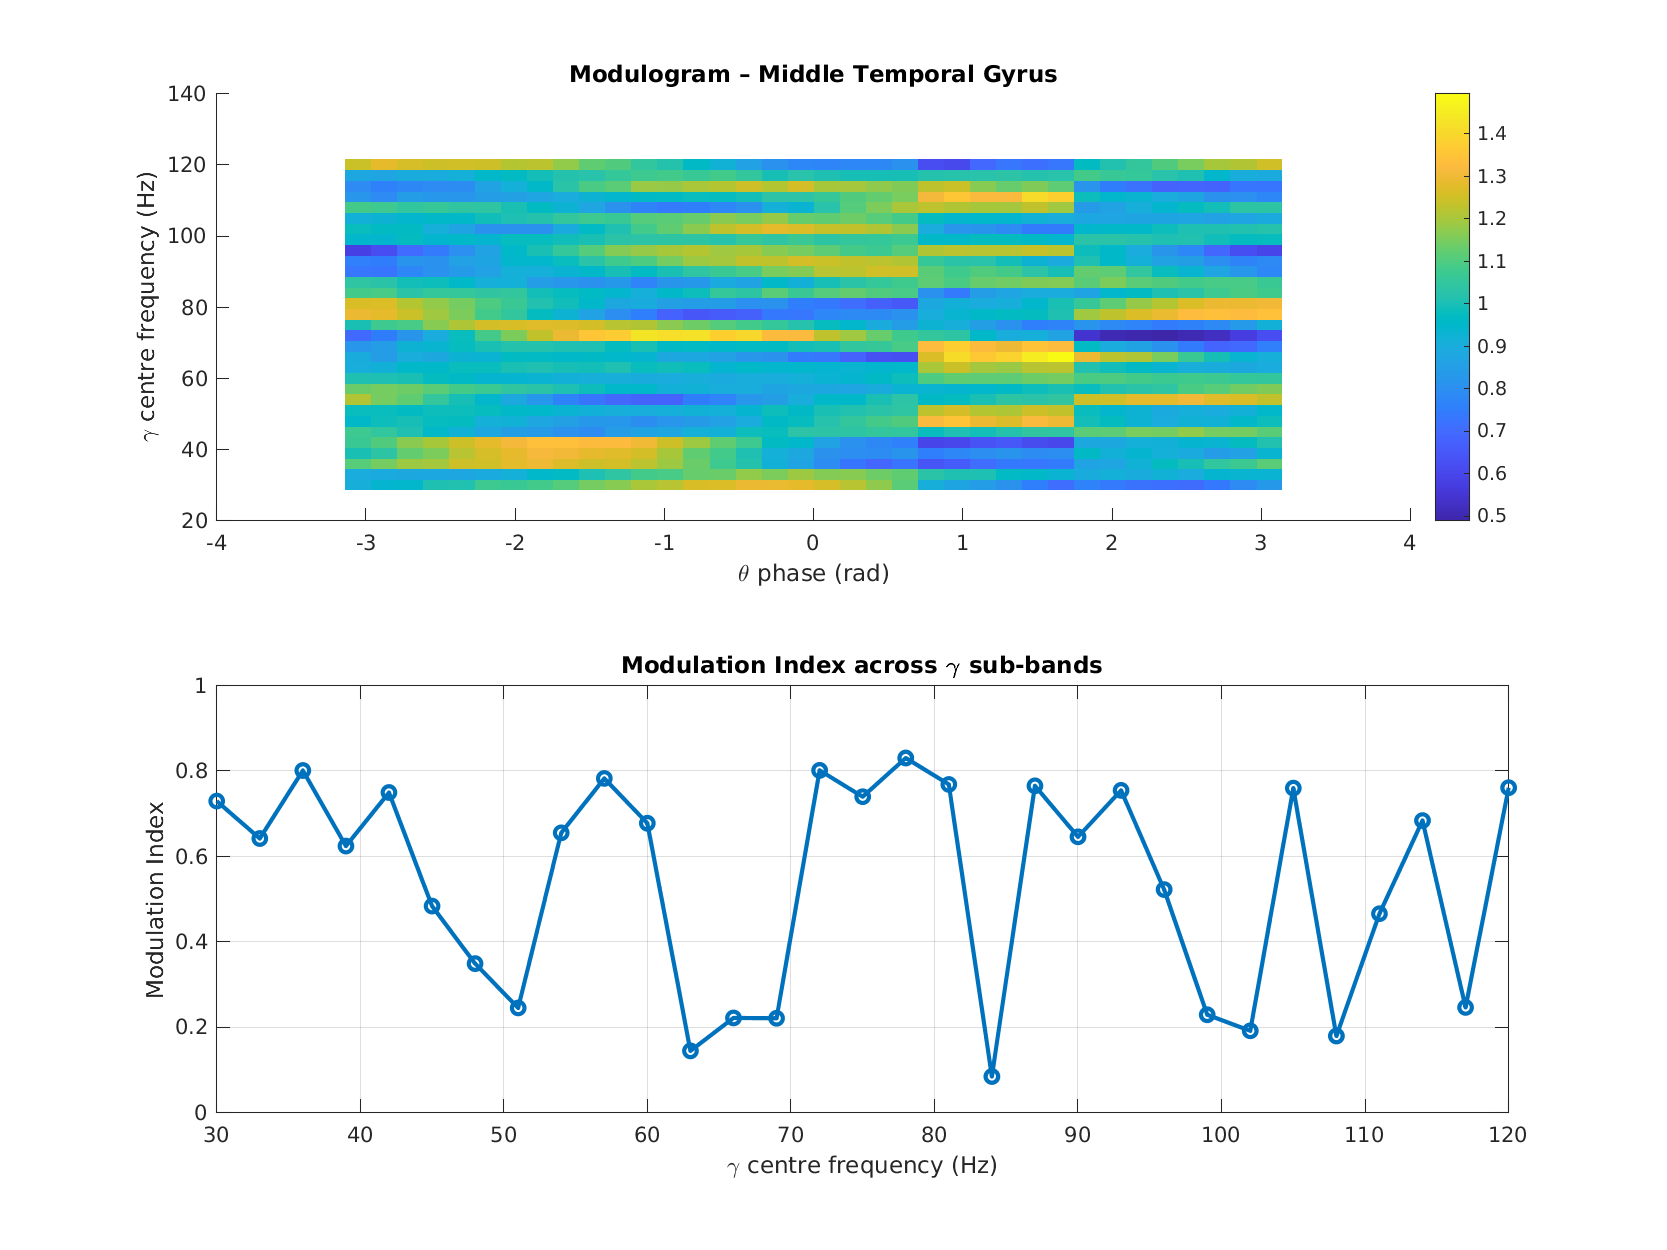 Modulogram – Middle Temporal Gyrus
140
120
100
80
60
40
20
γ centre frequency (Hz)
-4 -3 -2 -1 0 1 2 3 4
θ phase (rad)
1.4
1.3
1.2
1.1
1
0.9
0.8
0.7
0.6
0.5
Modulation Index across γ sub-bands
1
0.8
0.6
0.4
0.2
0
Modulation Index
30 40 50 60 70 80 90 100 110 120
γ centre frequency (Hz)